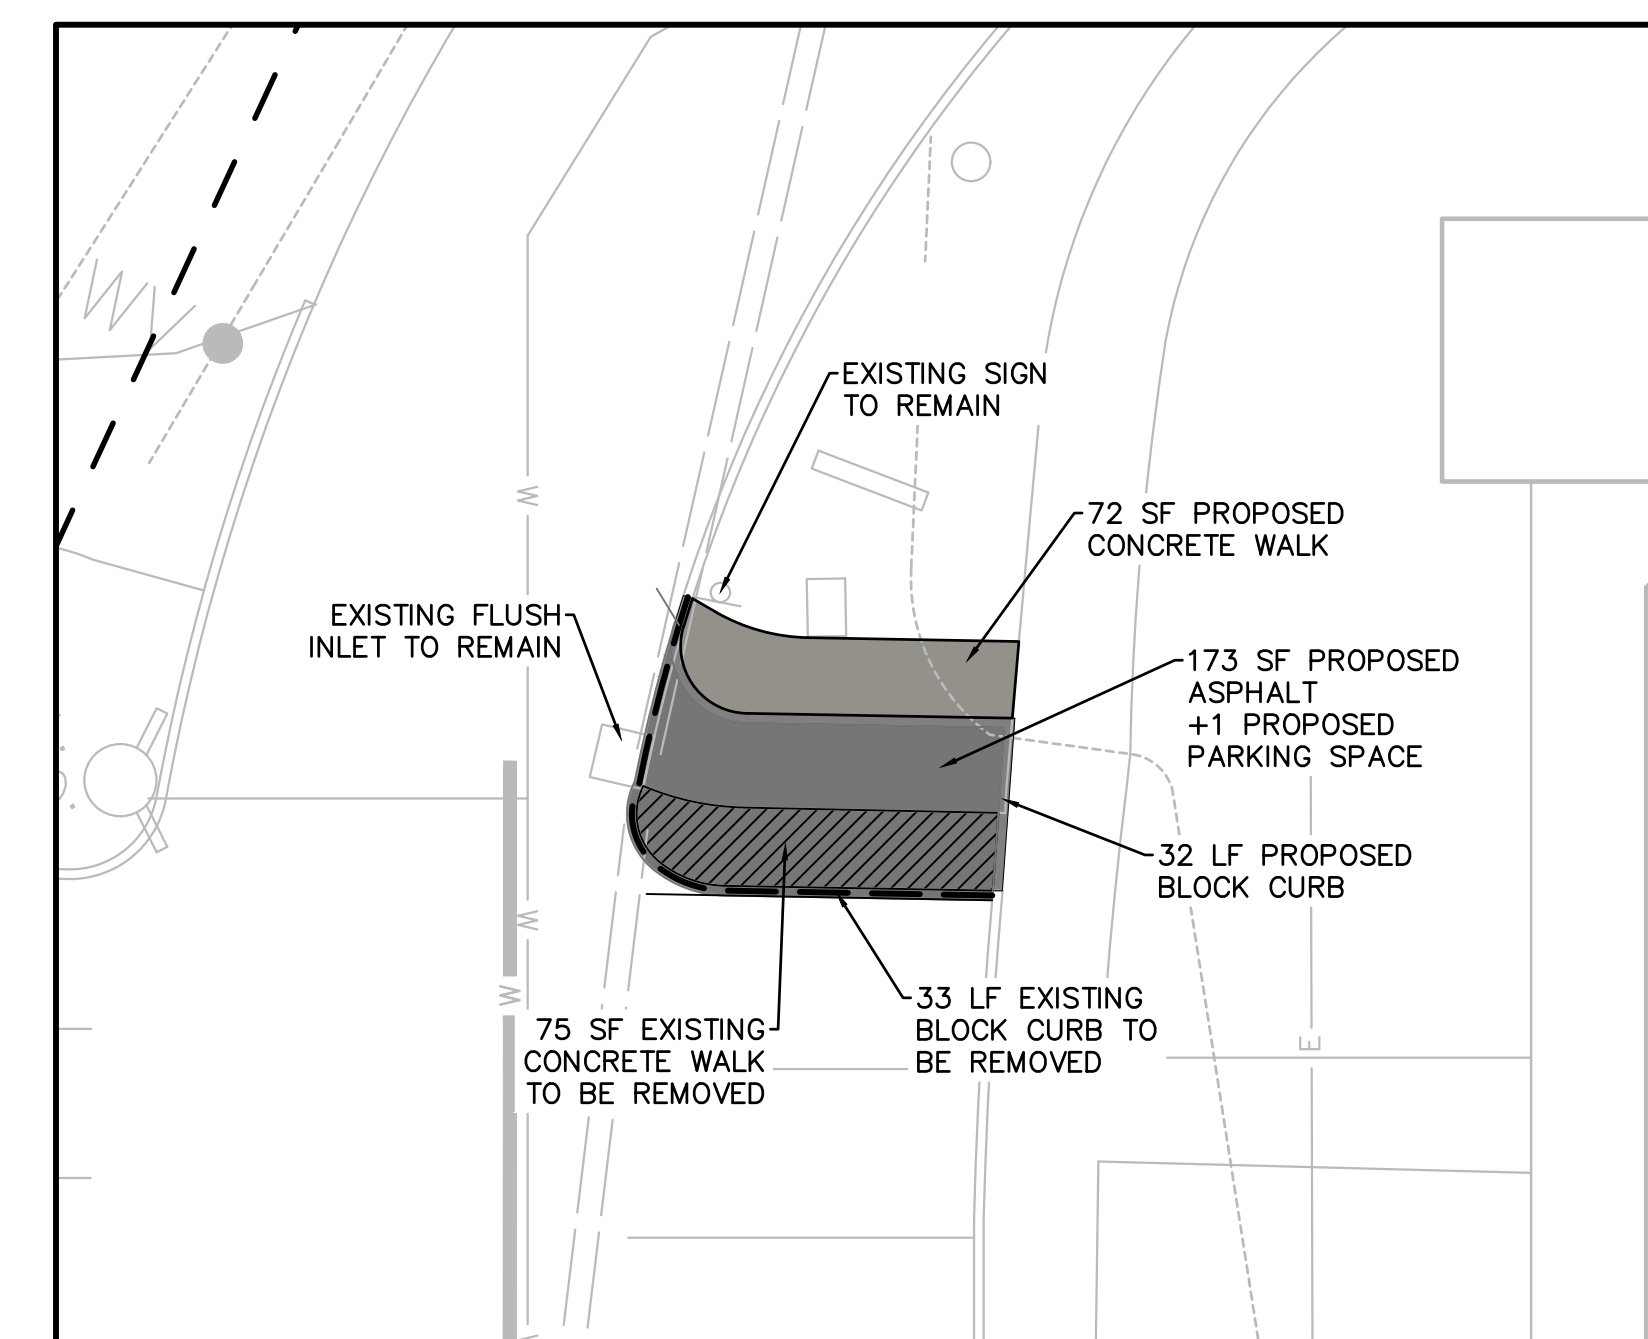 EXISTING SIGN
TO REMAIN
72 SF PROPOSED
CONCRETE WALK
EXISTING FLUSH
INLET TO REMAIN
173 SF PROPOSED
ASPHALT
+1 PROPOSED
PARKING SPACE
32 LF PROPOSED
BLOCK CURB
33 LF EXISTING
BLOCK CURB TO
BE REMOVED
75 SF EXISTING
CONCRETE WALK
TO BE REMOVED
W
W
W
W
E